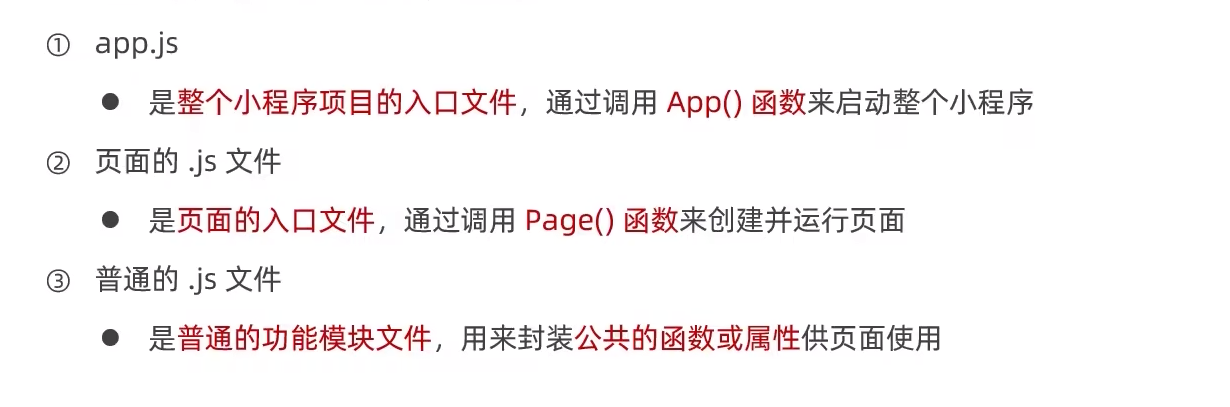 ① app.js
● 是整个小程序项目的入口文件，通过调用 App() 函数来启动整个小程序
② 页面的 .js 文件
● 是页面的入口文件，通过调用 Page() 函数来创建并运行页面
③ 普通的 .js 文件
● 是普通的功能模块文件，用来封装公共的函数或属性供页面使用